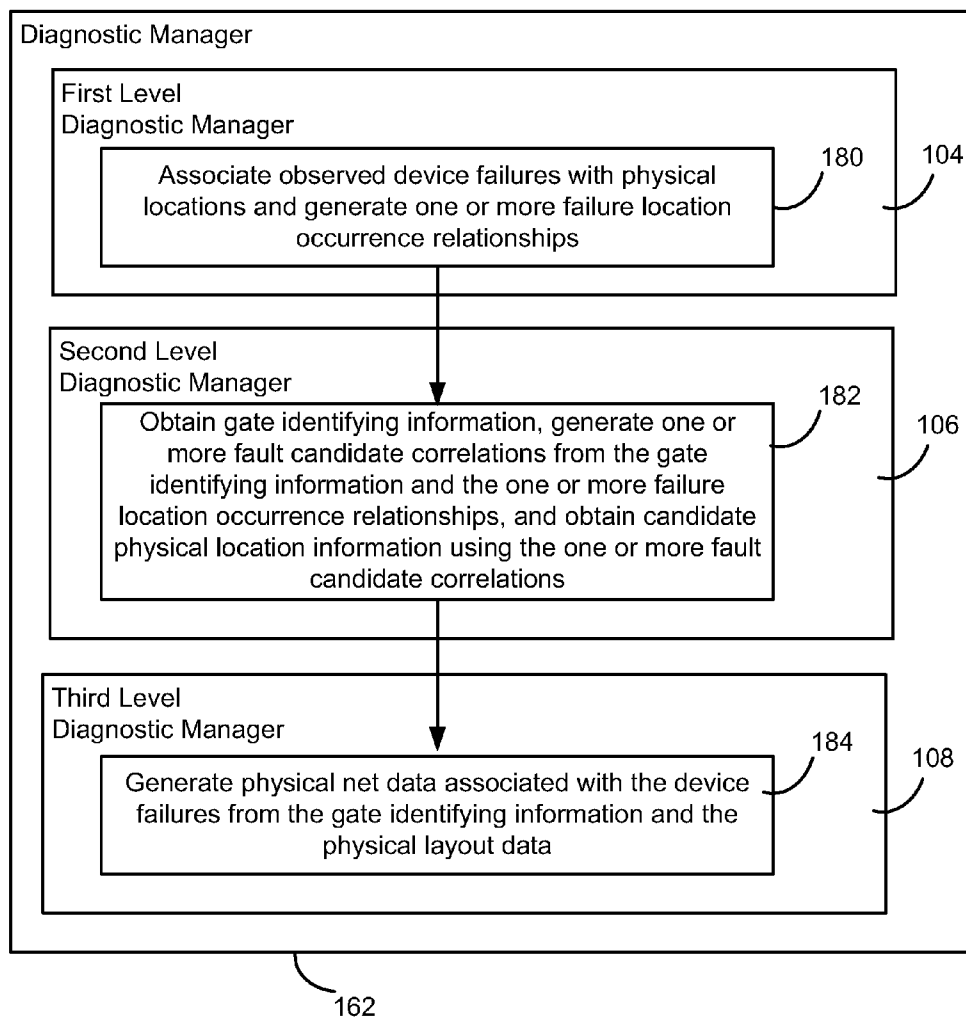 Diagnostic Manager
First Level
Diagnostic Manager
180
104
Associate observed device failures with physical
locations and generate one or more failure location
occurrence relationships
Second Level
Diagnostic Manager
182
106
Obtain gate identifying information, generate one or
more fault candidate correlations from the gate
identifying information and the one or more failure
location occurrence relationships, and obtain candidate
physical location information using the one or more fault
candidate correlations
Third Level
Diagnostic Manager
184
108
Generate physical net data associated with the device
failures from the gate identifying information and the
physical layout data
162